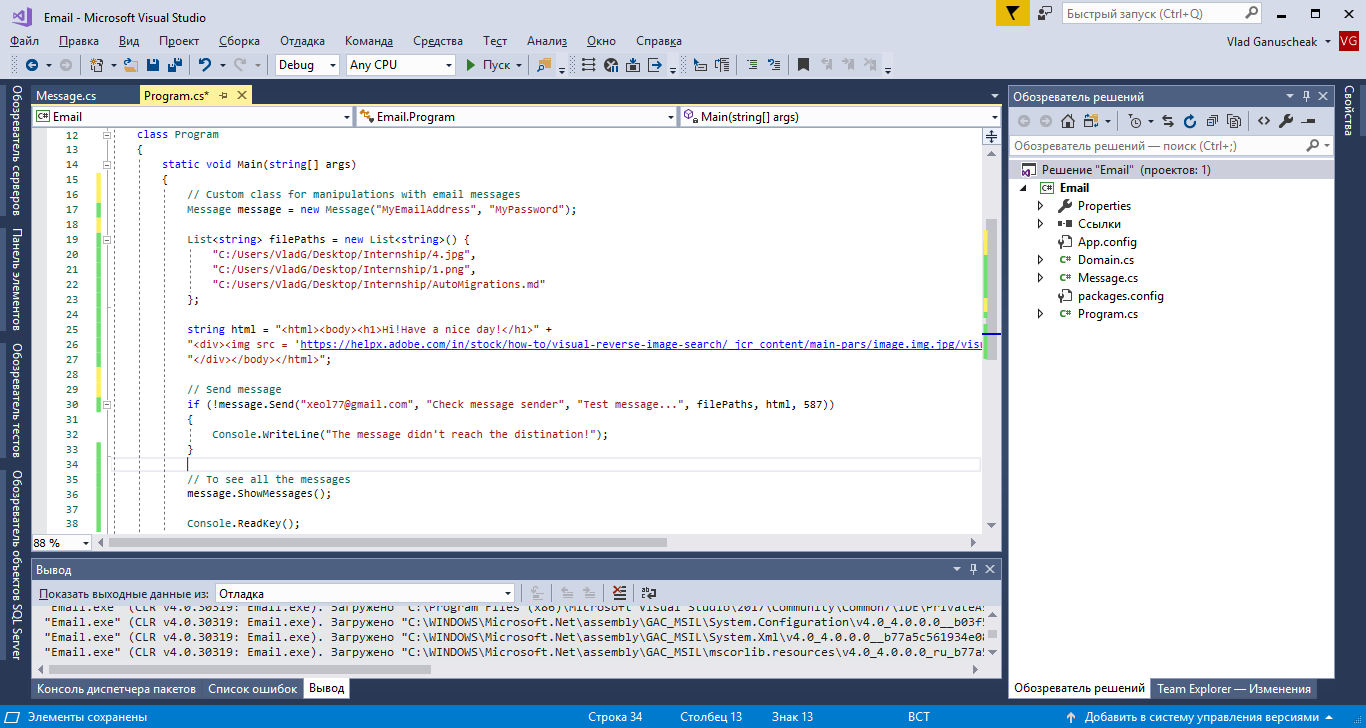 Email - Microsoft Visual Studio
Быстрый запуск (Ctrl+Q)
Файл Правка Вид Проект Сборка Отладка Команда Средства Тест Анализ Окно Справка
Vlad Ganuscheak VG
Debug Any CPU Пуск
Обозреватель серверов
Панель элементов
Обозреватель тестов
Обозреватель объектов SQL Server
Message.cs Program.cs*
Email Email.Program Main(string[] args)
12 class Program
13 {
14 static void Main(string[] args)
15 {
16 // Custom class for manipulations with email messages
17 Message message = new Message("MyEmailAddress", "MyPassword");
18
19 List<string> filePaths = new List<string>() {
20 "C:/Users/VladG/Desktop/Internship/4.jpg",
21 "C:/Users/VladG/Desktop/Internship/1.png",
22 "C:/Users/VladG/Desktop/Internship/AutoMigrations.md"
23 };
24
25 string html = "<html><body><h1>Hi!Have a nice day!</h1>" +
26 "<div><img src = 'https://helpx.adobe.com/in/stock/how-to/visual-reverse-image-search/_jcr_content/main-pars/image.img.jpg/visu
27 "</div></body></html>";
28
29 // Send message
30 if (!message.Send("xeol77@gmail.com", "Check message sender", "Test message...", filePaths, html, 587))
31 {
32 Console.WriteLine("The message didn't reach the distination!");
33 }
34
35 // To see all the messages
36 message.ShowMessages();
37
38 Console.ReadKey();
88 %
Вывод
Показать выходные данные из: Отладка
"Email.exe" (CLR v4.0.30319: Email.exe). Загружено "C:\Program Files (x86)\Microsoft Visual Studio\2017\Community\Common7\IDE\PrivateAs
"Email.exe" (CLR v4.0.30319: Email.exe). Загружено "C:\WINDOWS\Microsoft.Net\assembly\GAC_MSIL\System.Configuration\v4.0_4.0.0.0__b03f5
"Email.exe" (CLR v4.0.30319: Email.exe). Загружено "C:\WINDOWS\Microsoft.Net\assembly\GAC_MSIL\System.Xml\v4.0_4.0.0.0__b77a5c561934e08
"Email.exe" (CLR v4.0.30319: Email.exe). Загружено "C:\WINDOWS\Microsoft.Net\assembly\GAC_MSIL\mscorlib.resources\v4.0_4.0.0.0_ru_b77a5
Консоль диспетчера пакетов Список ошибок Вывод
Обозреватель решений
Обозреватель решений — поиск (Ctrl+;)
Решение "Email" (проектов: 1)
Email
Properties
Ссылки
App.config
Domain.cs
Message.cs
packages.config
Program.cs
Обозреватель решений Team Explorer — Изменения
Свойства
Элементы сохранены Строка 34 Столбец 13 Знак 13 ВСТ Добавить в систему управления версиями